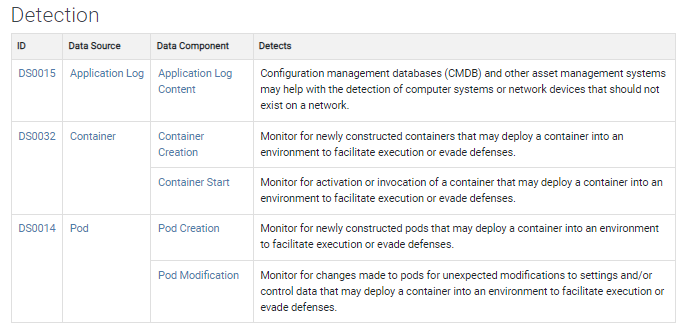 Detection
ID Data Source Data Component Detects
DS0015 Application Log Application Log Configuration management databases (CMDB) and other asset management systems
Content may help with the detection of computer systems or network devices that should not
exist on a network.
DS0032 Container Container Monitor for newly constructed containers that may deploy a container into an
Creation environment to facilitate execution or evade defenses.
Container Start Monitor for activation or invocation of a container that may deploy a container into an
environment to facilitate execution or evade defenses.
DS0014 Pod Pod Creation Monitor for newly constructed pods that may deploy a container into an environment
to facilitate execution or evade defenses.
Pod Modification Monitor for changes made to pods for unexpected modifications to settings and/or
control data that may deploy a container into an environment to facilitate execution or
evade defenses.